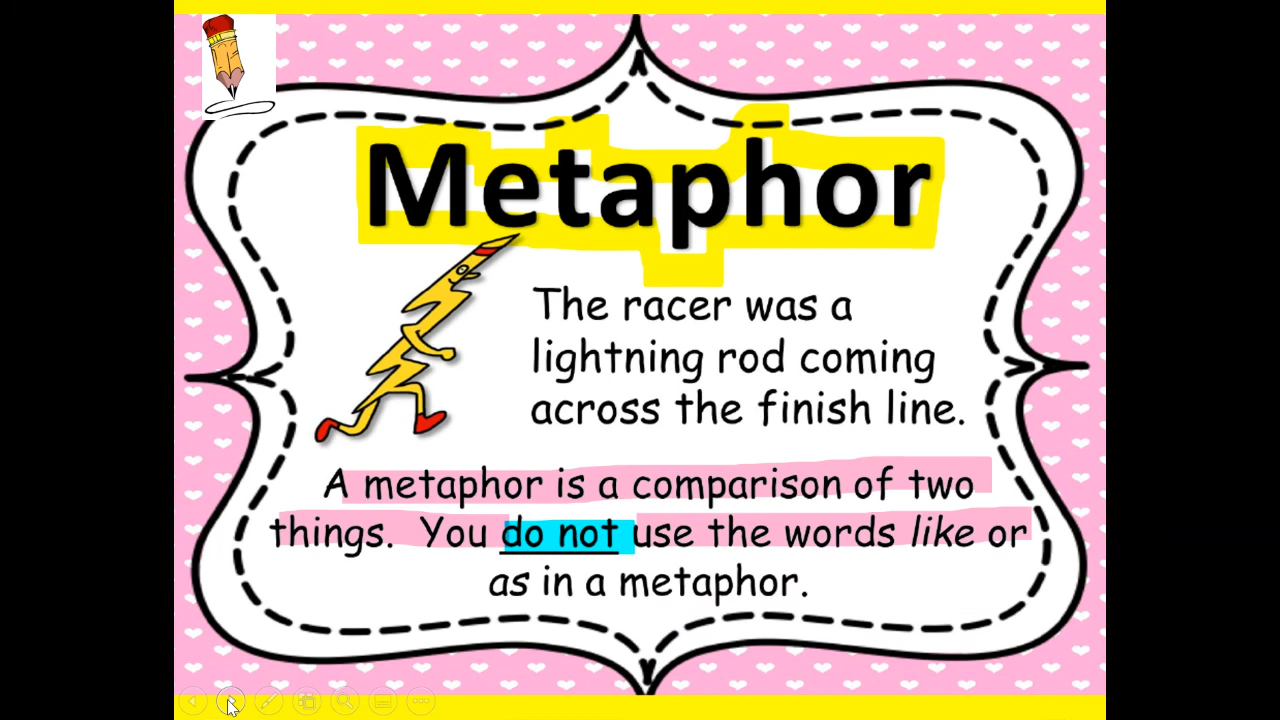 Metaphor
The racer was a
lightning rod coming
across the finish line.
A metaphor is a comparison of two
things. You do not use the words like or
as in a metaphor.